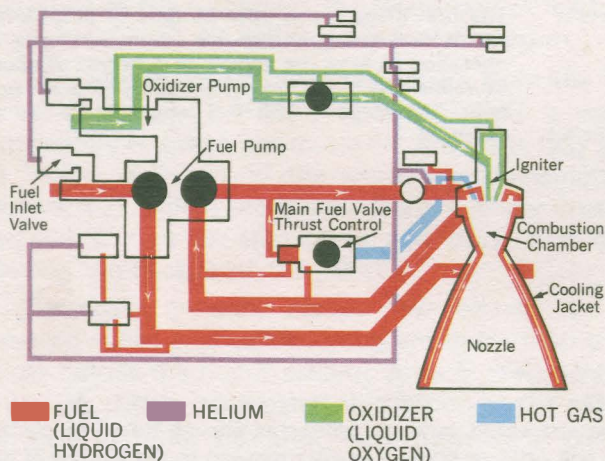 Oxidizer Pump
Fuel Pump
Igniter
Fuel
Inlet
Valve
Main Fuel Valve
Thrust Control
Combustion
Chamber
Cooling
Jacket
Nozzle
FUEL
(LIQUID
HYDROGEN)
HELIUM
OXIDIZER
(LIQUID
OXYGEN)
HOT GAS